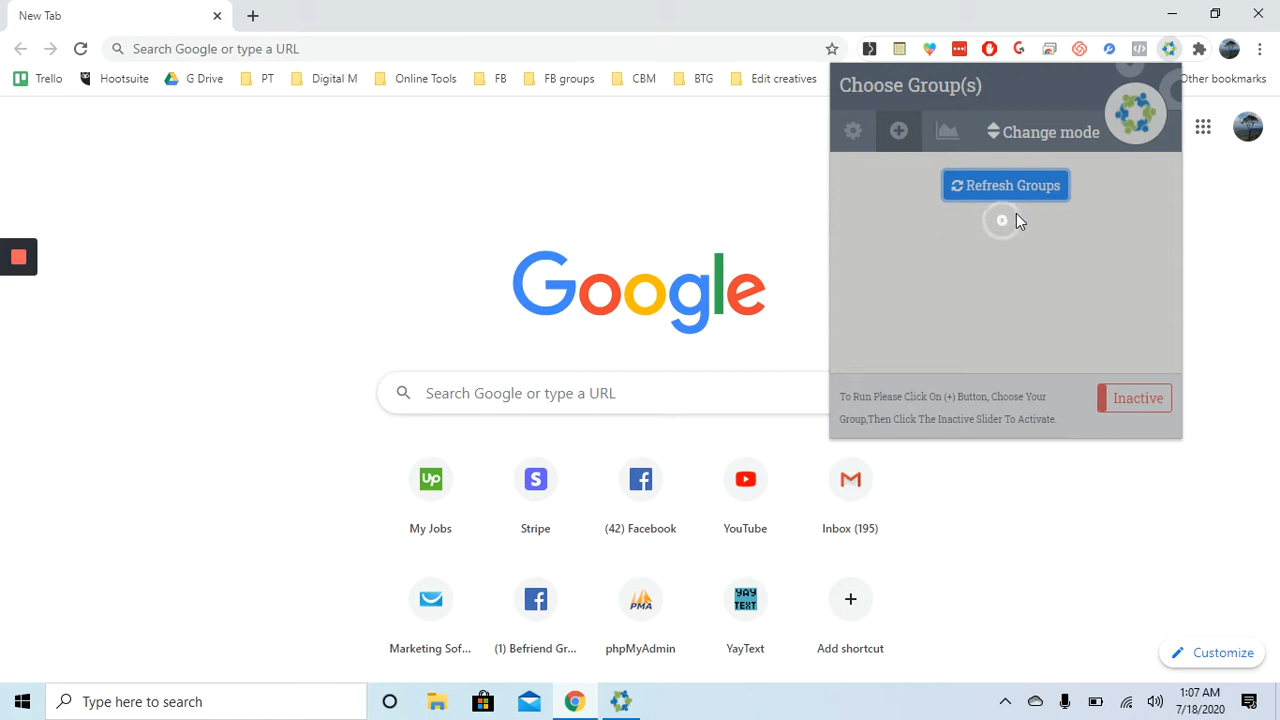 New Tab
Search Google or type a URL
Trello
Hootsuite
G Drive
PT
Digital M
Online Tools
FB
FB groups
CBM
BTG
Edit creatives
Other bookmarks
Choose Group(s)
Change mode
Refresh Groups
To Run Please Click On (+) Button, Choose Your
Group,Then Click The Inactive Slider To Activate.
Inactive
Google
Search Google or type a URL
Up
My Jobs
S
Stripe
(42) Facebook
YouTube
Inbox (195)
Marketing Sof...
(1) Befriend Gr...
PMA
phpMyAdmin
YAY
TEXT
YayText
Add shortcut
Customize
Type here to search
1:07 AM
7/18/2020